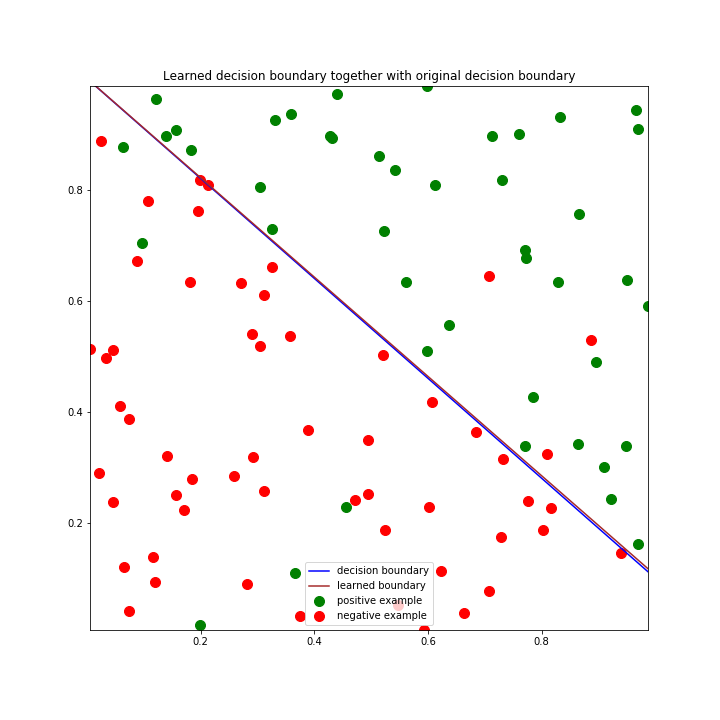 Learned decision boundary together with original decision boundary
0.8
0.6
0.4
0.2
decision boundary
learned boundary
positive example
negative example
0.2 0.4 0.6 0.8